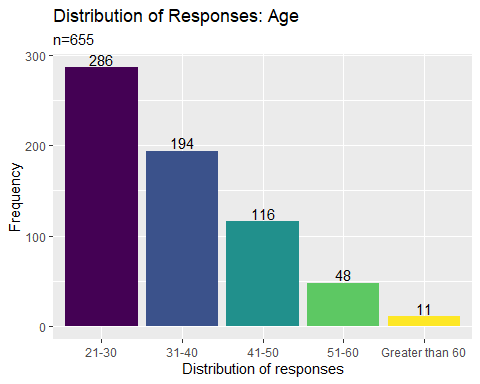 Distribution of Responses: Age
n=655
300
200
100
0
Frequency
286
194
116
48
11
21-30
31-40
41-50
51-60
Greater than 60
Distribution of responses